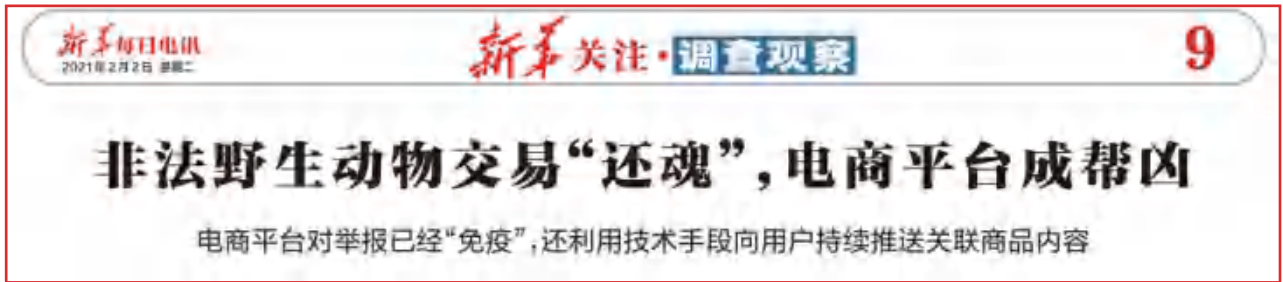 新华每日电讯
2021年2月2日 星期二
新华关注·调查观察
9
非法野生动物交易“还魂”,电商平台成帮凶
电商平台对举报已经“免疫”,还利用技术手段向用户持续推送关联商品内容